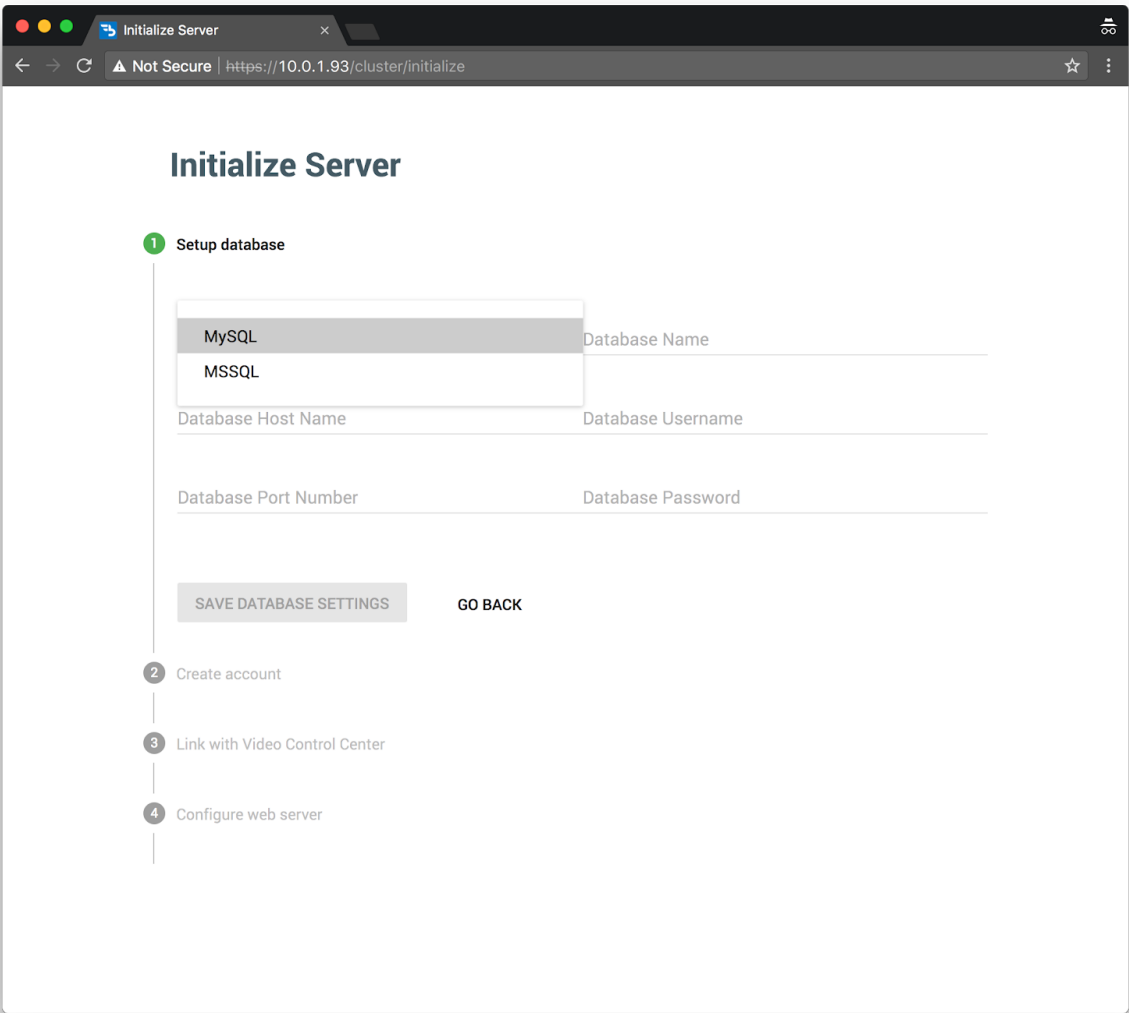 Initialize Server
Not Secure | https://10.0.1.93/cluster/initialize
Initialize Server
1 Setup database
MySQL
MSSQL
Database Name
Database Host Name
Database Username
Database Port Number
Database Password
SAVE DATABASE SETTINGS
GO BACK
2 Create account
3 Link with Video Control Center
4 Configure web server